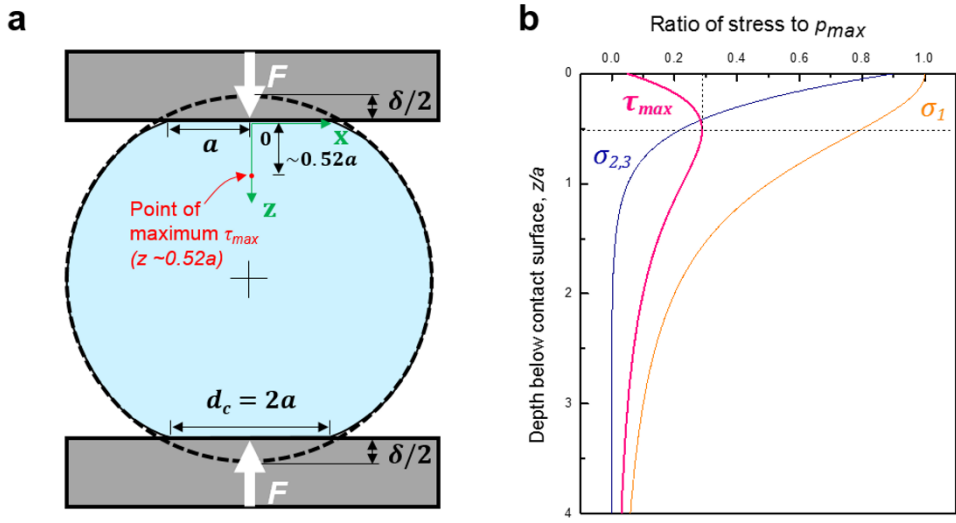 a
F
δ/2
a
0
x
~0.52a
z
Point of
maximum τmax
(z ~0.52a)
dc = 2a
δ/2
F
b
Ratio of stress to pmax
0.0 0.2 0.4 0.6 0.8 1.0
0
1
2
3
4
Depth below contact surface, z/a
τmax
σ1
σ2,3